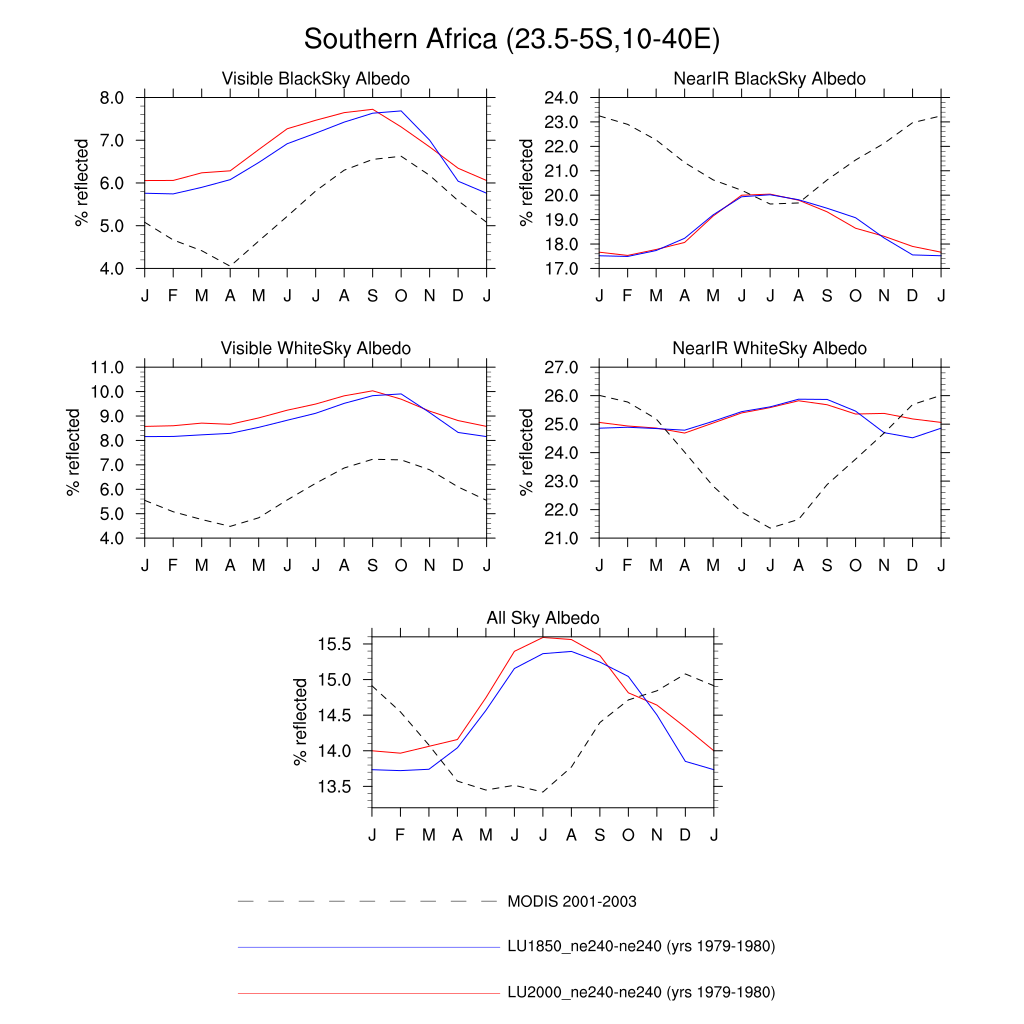 Southern Africa (23.5-5S,10-40E)
Visible BlackSky Albedo
% reflected
8.0
7.0
6.0
5.0
4.0
J F M A M J J A S O N D J
NearIR BlackSky Albedo
% reflected
24.0
23.0
22.0
21.0
20.0
19.0
18.0
17.0
J F M A M J J A S O N D J
Visible WhiteSky Albedo
% reflected
11.0
10.0
9.0
8.0
7.0
6.0
5.0
4.0
J F M A M J J A S O N D J
NearIR WhiteSky Albedo
% reflected
27.0
26.0
25.0
24.0
23.0
22.0
21.0
J F M A M J J A S O N D J
All Sky Albedo
% reflected
15.5
15.0
14.5
14.0
13.5
J F M A M J J A S O N D J
MODIS 2001-2003
LU1850_ne240-ne240 (yrs 1979-1980)
LU2000_ne240-ne240 (yrs 1979-1980)